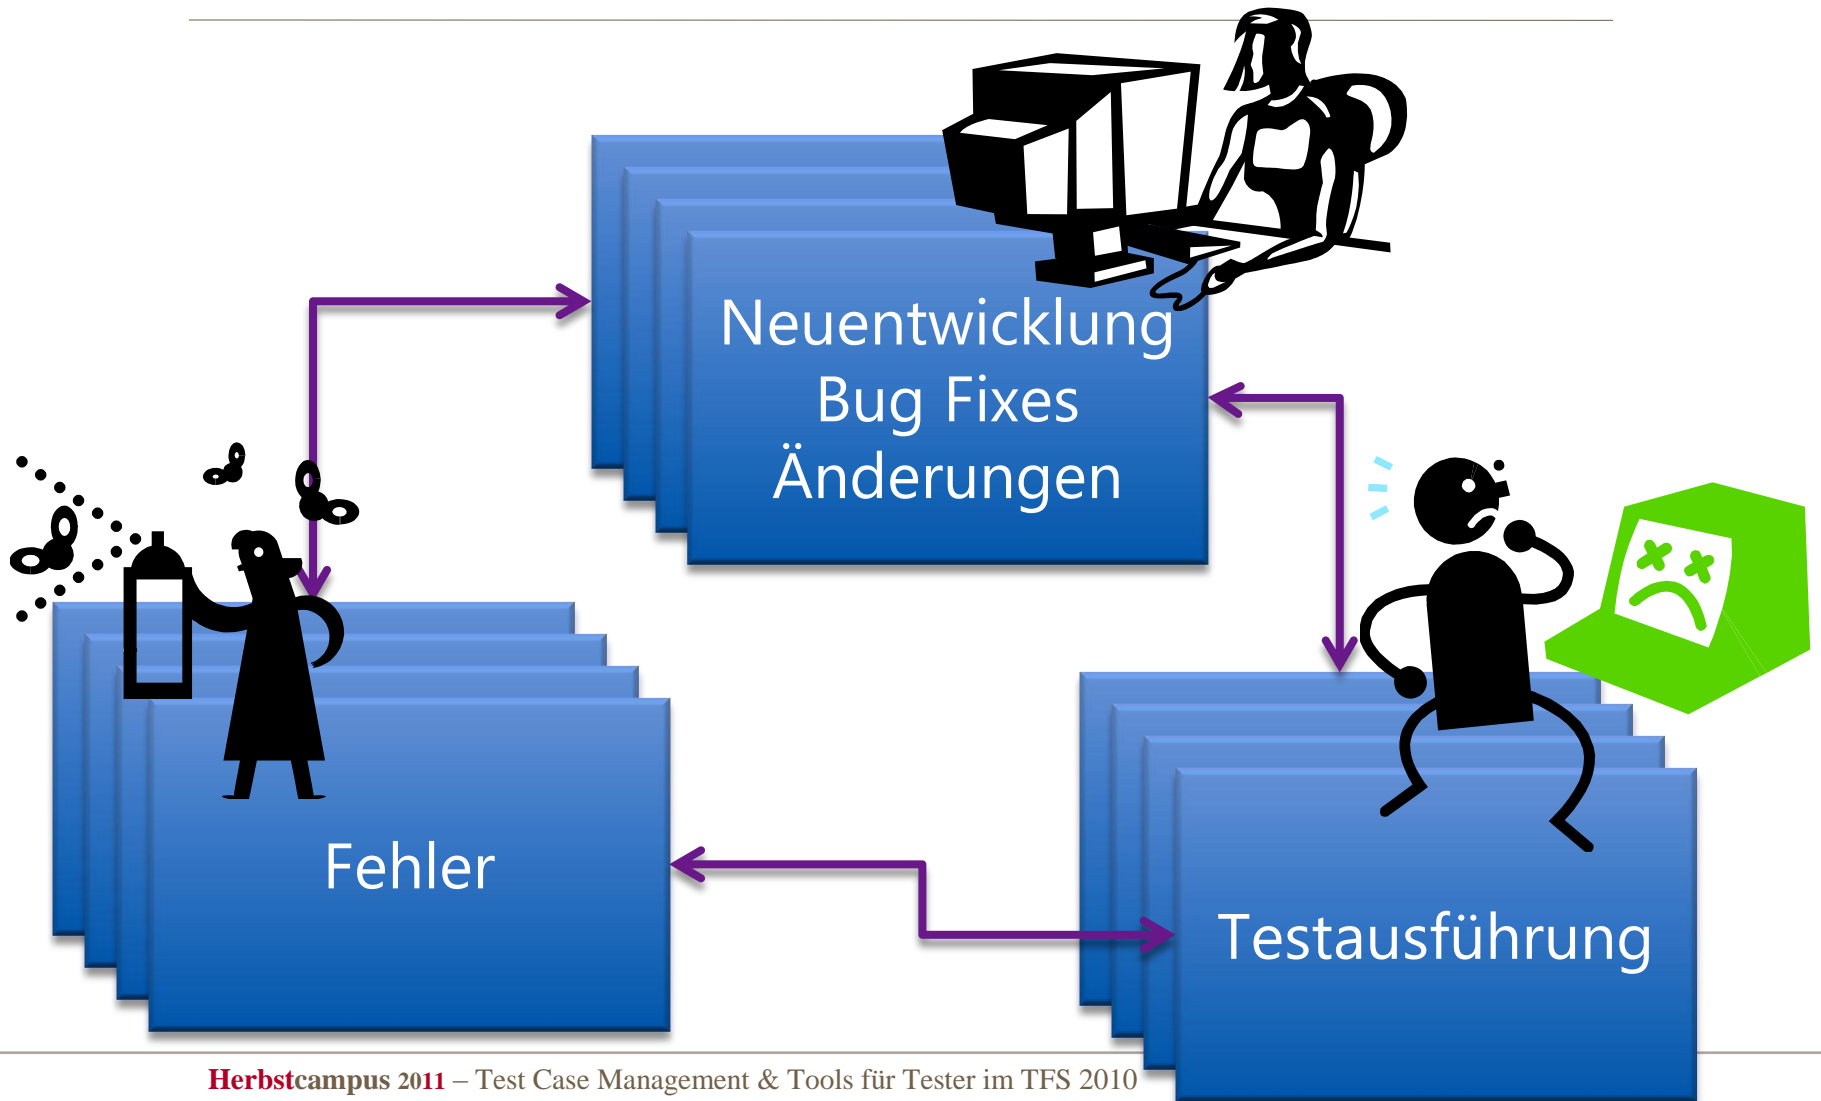 Neuentwicklung
Bug Fixes
Änderungen
Fehler
Testausführung
Herbstcampus 2011 – Test Case Management & Tools für Tester im TFS 2010